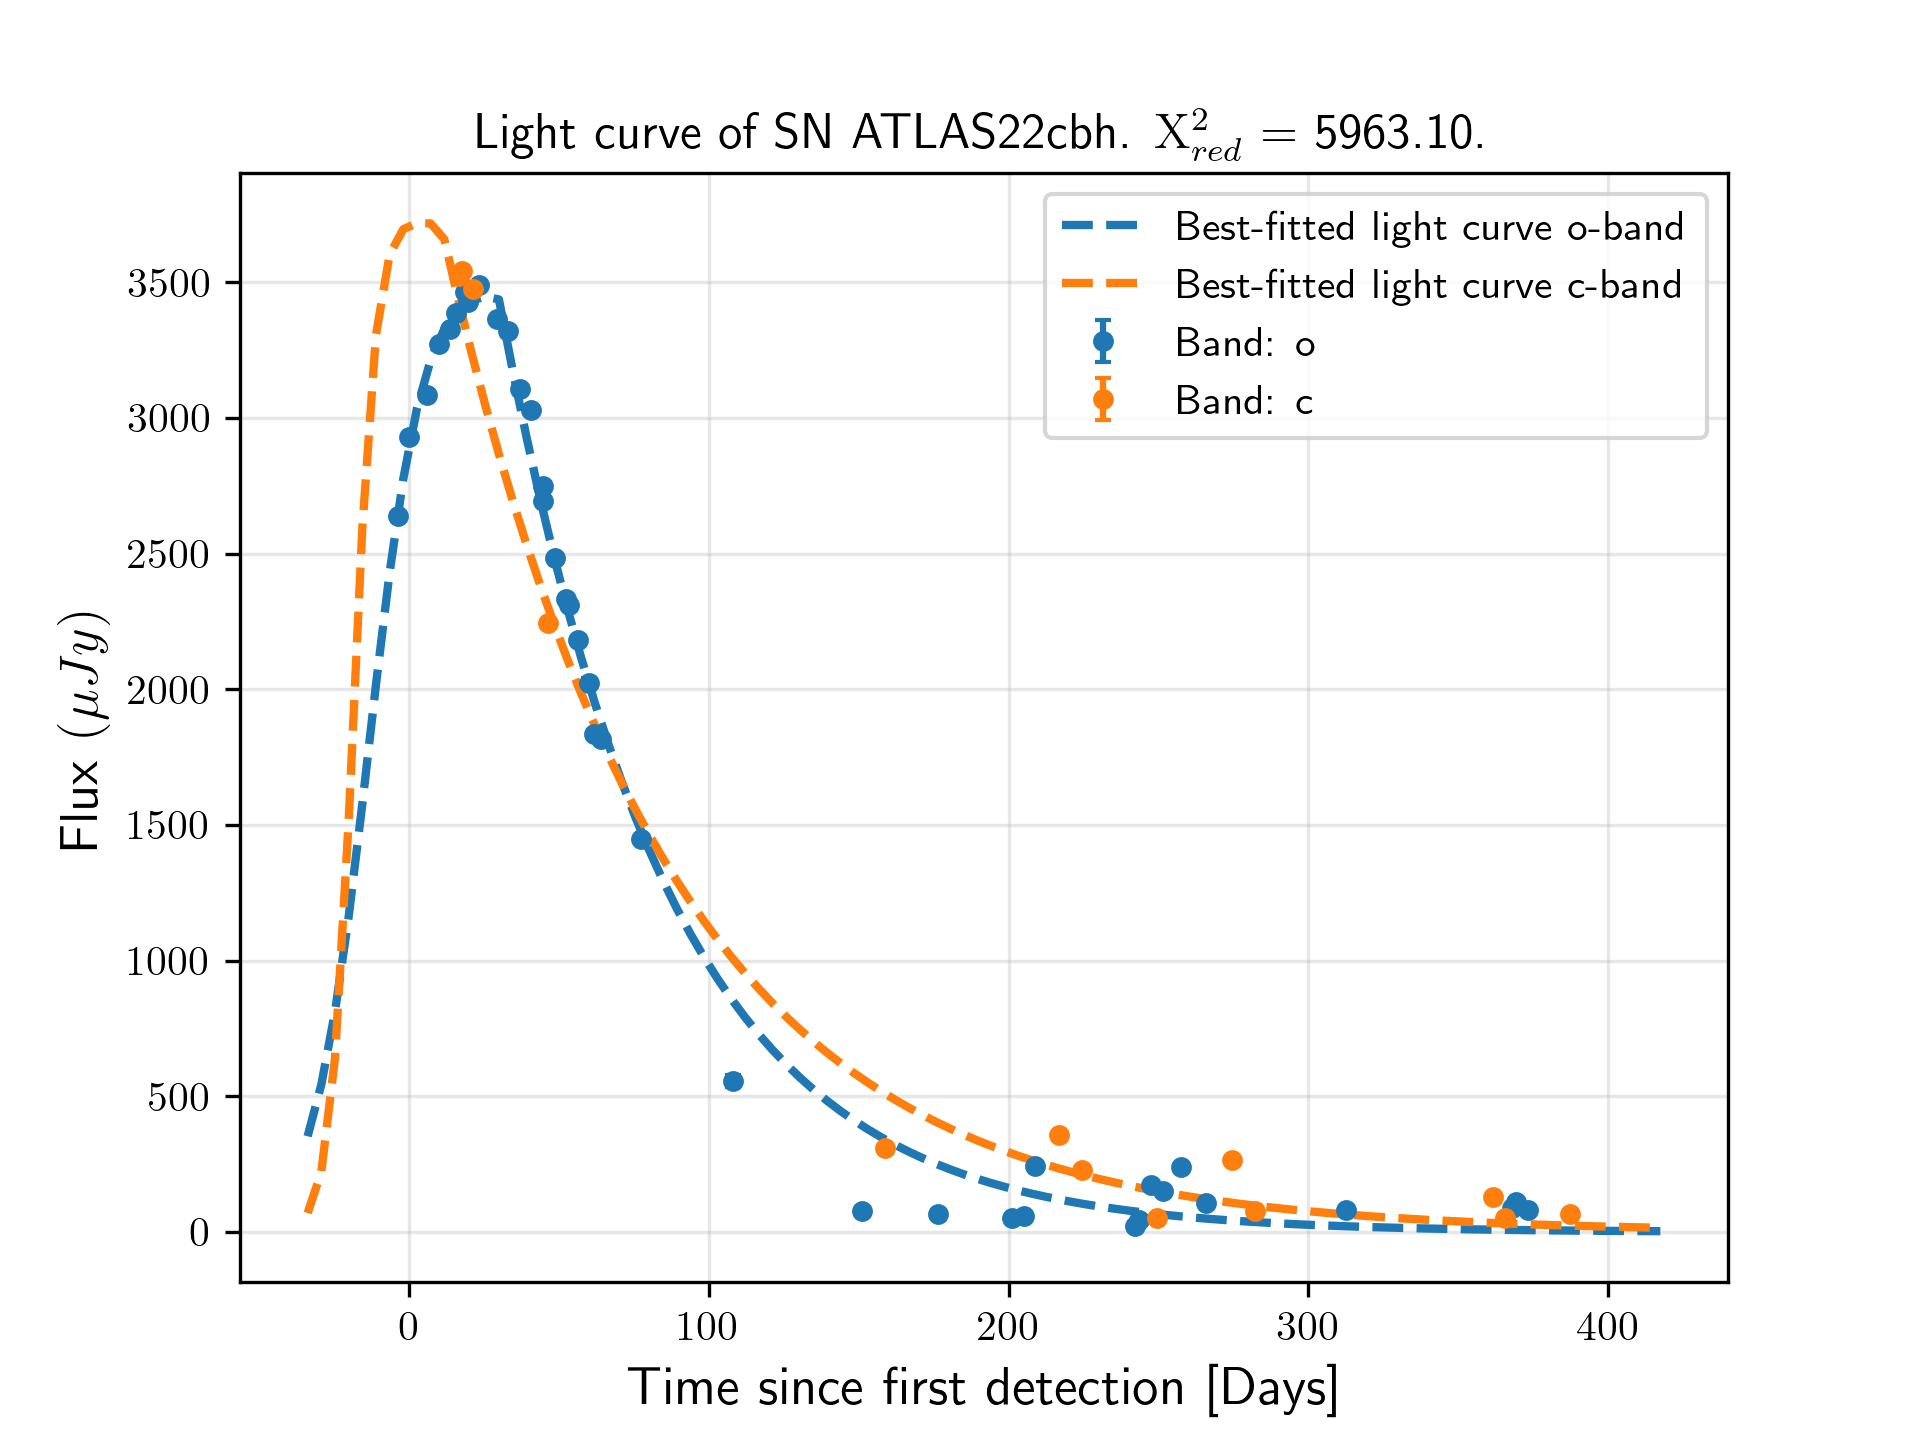 Light curve of SN ATLAS22cbh. X²_red = 5963.10.
Best-fitted light curve o-band
Best-fitted light curve c-band
Band: o
Band: c
Flux (μJy)
3500
3000
2500
2000
1500
1000
500
0
0 100 200 300 400
Time since first detection [Days]